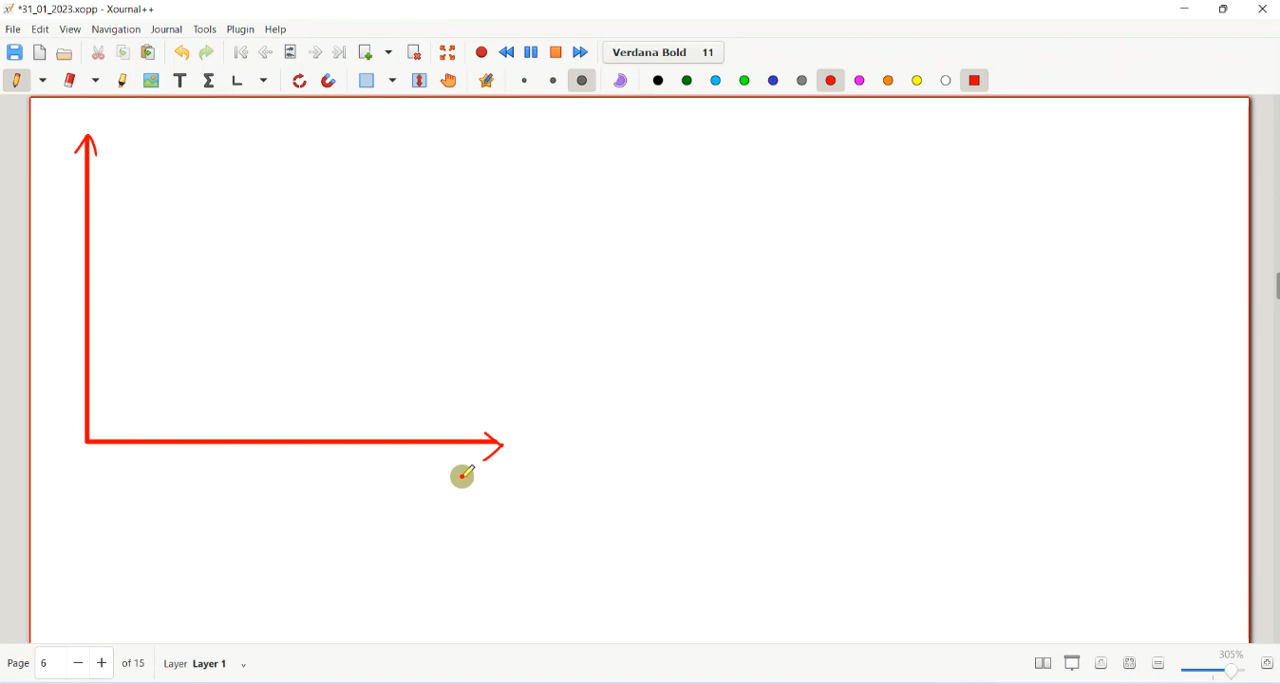 *31_01_2023.xopp - Xournal++
File Edit View Navigation Journal Tools Plugin Help
Verdana Bold 11
Page 6 of 15 Layer Layer 1
305%